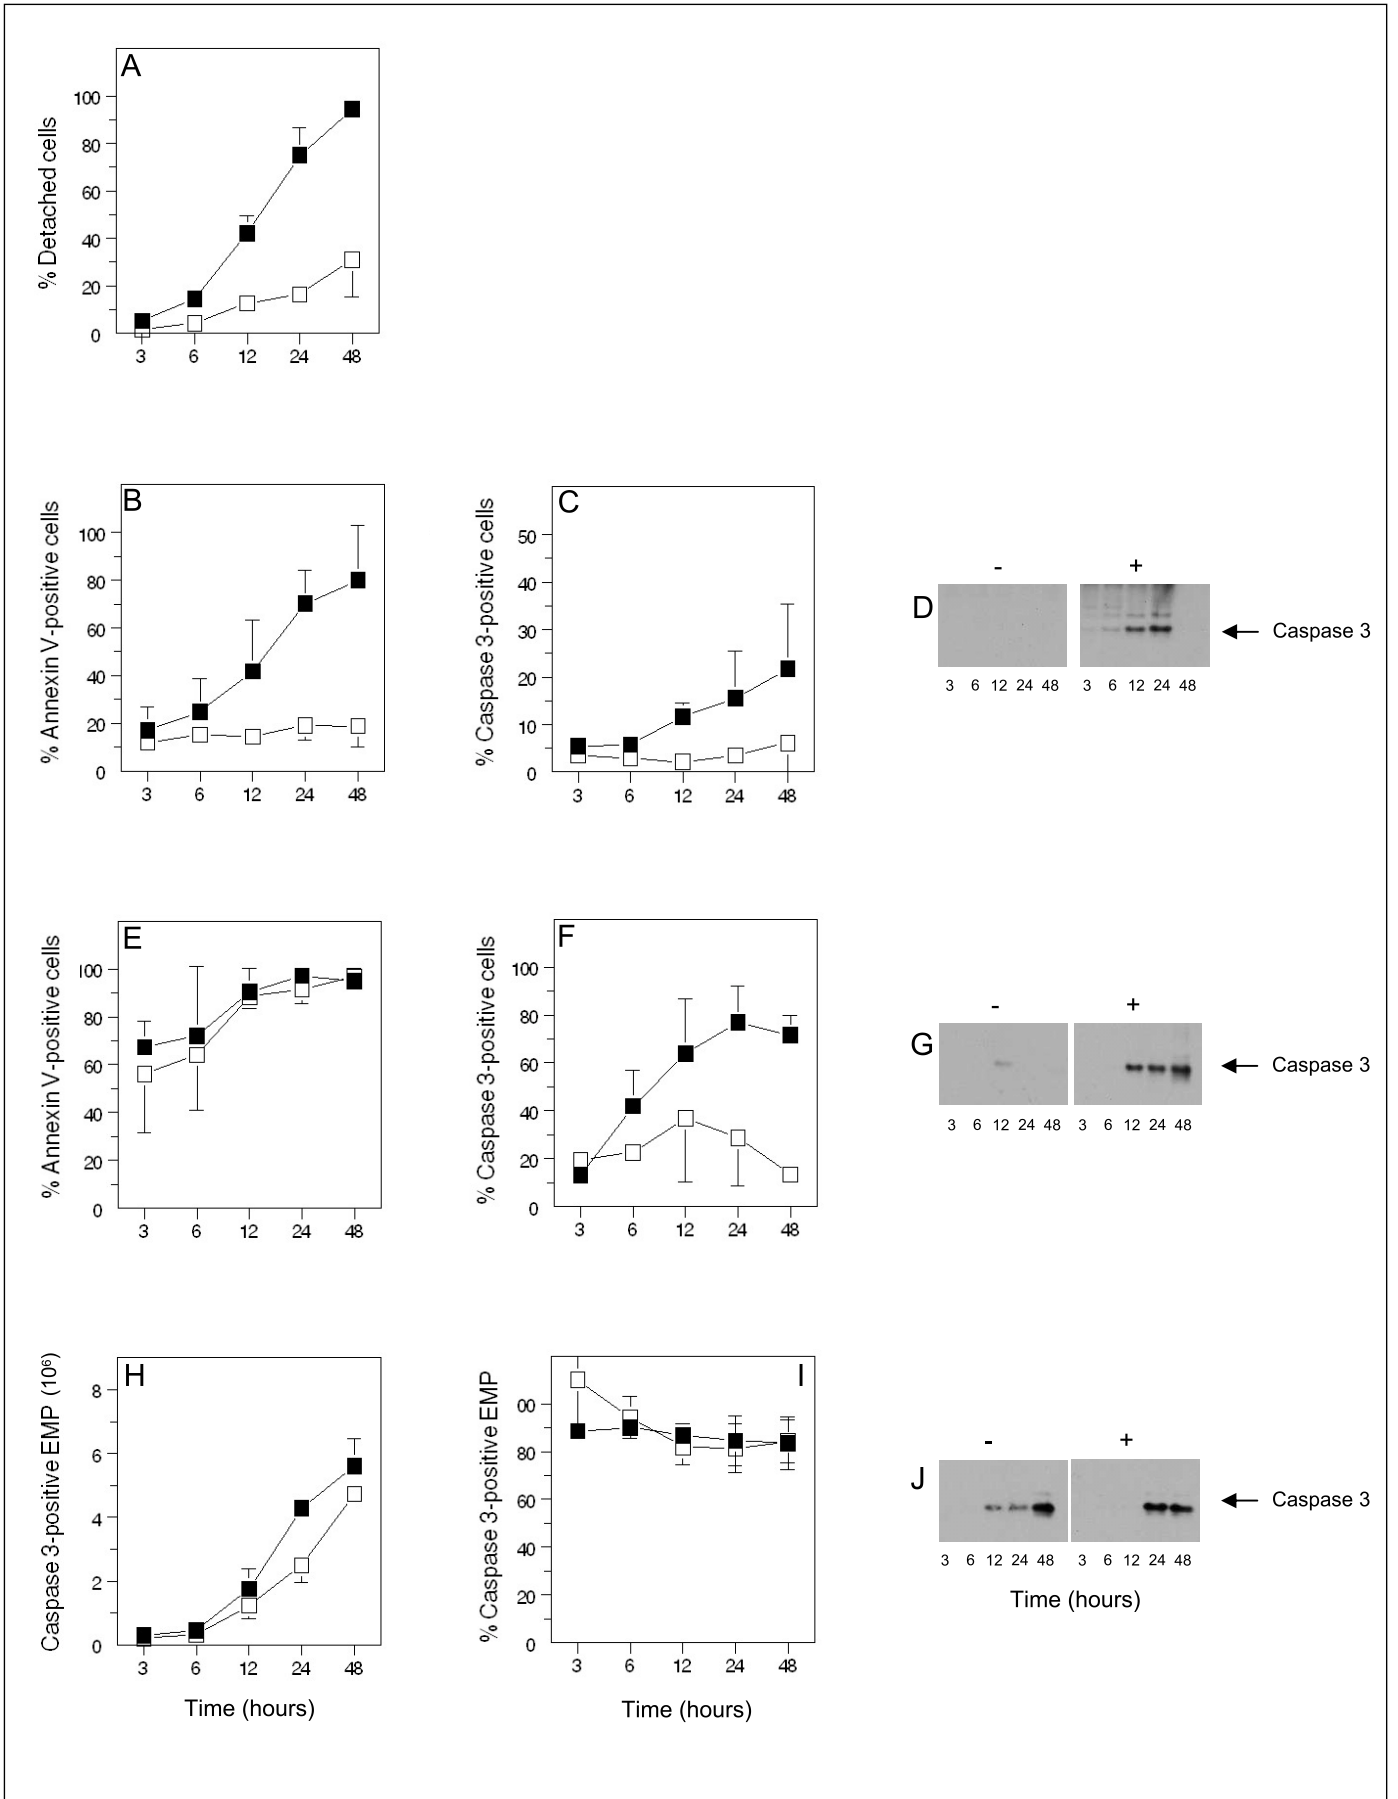 A
% Detached cells
100
80
60
40
20
0
3 6 12 24 48
B
% Annexin V-positive cells
100
80
60
40
20
0
3 6 12 24 48
C
% Caspase 3-positive cells
50
40
30
20
10
0
3 6 12 24 48
D
- +
Caspase 3
3 6 12 24 48 3 6 12 24 48
E
% Annexin V-positive cells
100
80
60
40
20
0
3 6 12 24 48
F
% Caspase 3-positive cells
100
80
60
40
20
0
3 6 12 24 48
G
- +
Caspase 3
3 6 12 24 48 3 6 12 24 48
H
Caspase 3-positive EMP (10⁶)
8
6
4
2
0
3 6 12 24 48
Time (hours)
I
% Caspase 3-positive EMP
00
80
60
40
20
0
3 6 12 24 48
Time (hours)
J
- +
Caspase 3
3 6 12 24 48 3 6 12 24 48
Time (hours)